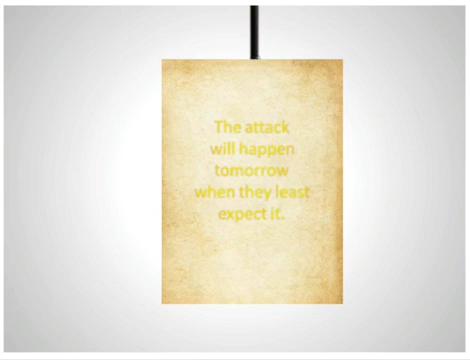 The attack
will happen
tomorrow
when they least
expect it.